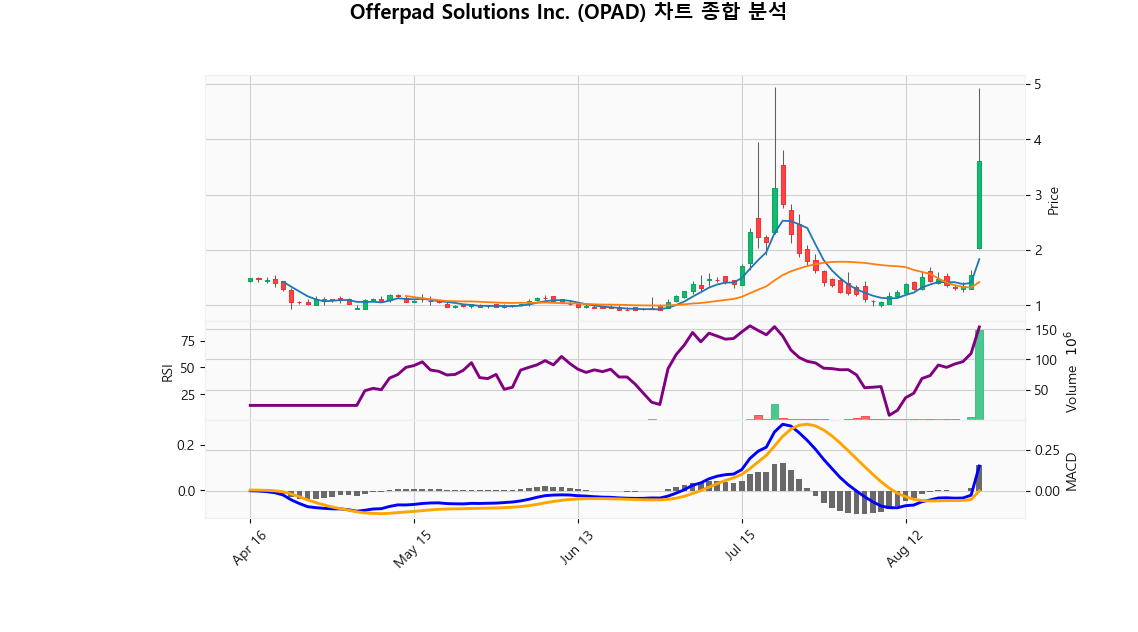 Offerpad Solutions Inc. (OPAD) 차트 종합 분석
5
4
3
2
1
Price
75
50
25
RSI
150
100
50
Volume 10^6
0.2
0.0
0.25
0.00
MACD
Apr 16
May 15
Jun 13
Jul 15
Aug 12